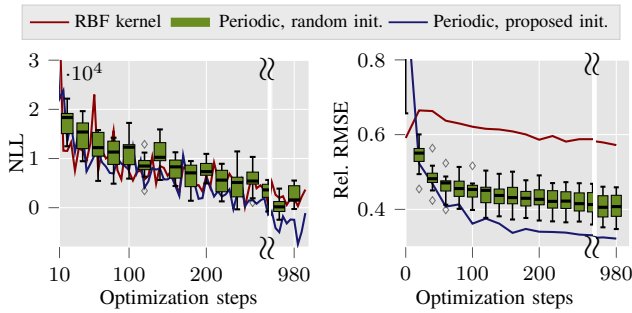 RBF kernel Periodic, random init. Periodic, proposed init.
·10⁴
3
2
1
0
NLL
10 100 200 980
Optimization steps
0.8
0.6
0.4
Rel. RMSE
0 100 200 980
Optimization steps